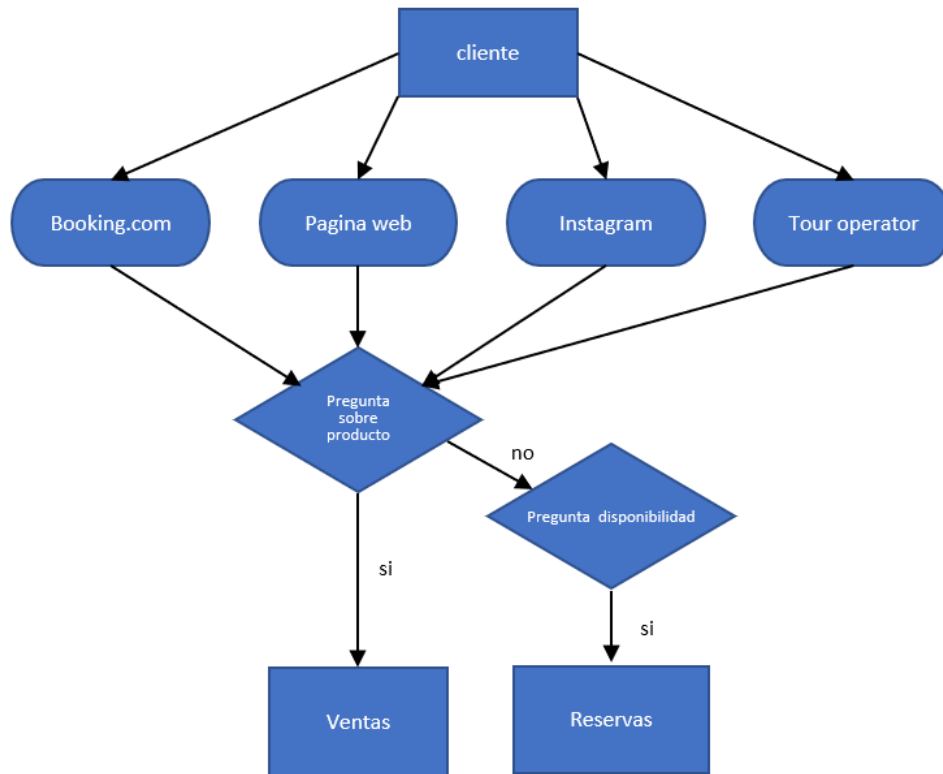 cliente
Booking.com
Pagina web
Instagram
Tour operator
Pregunta
sobre
producto
no
Pregunta disponibilidad
si
si
Ventas
Reservas